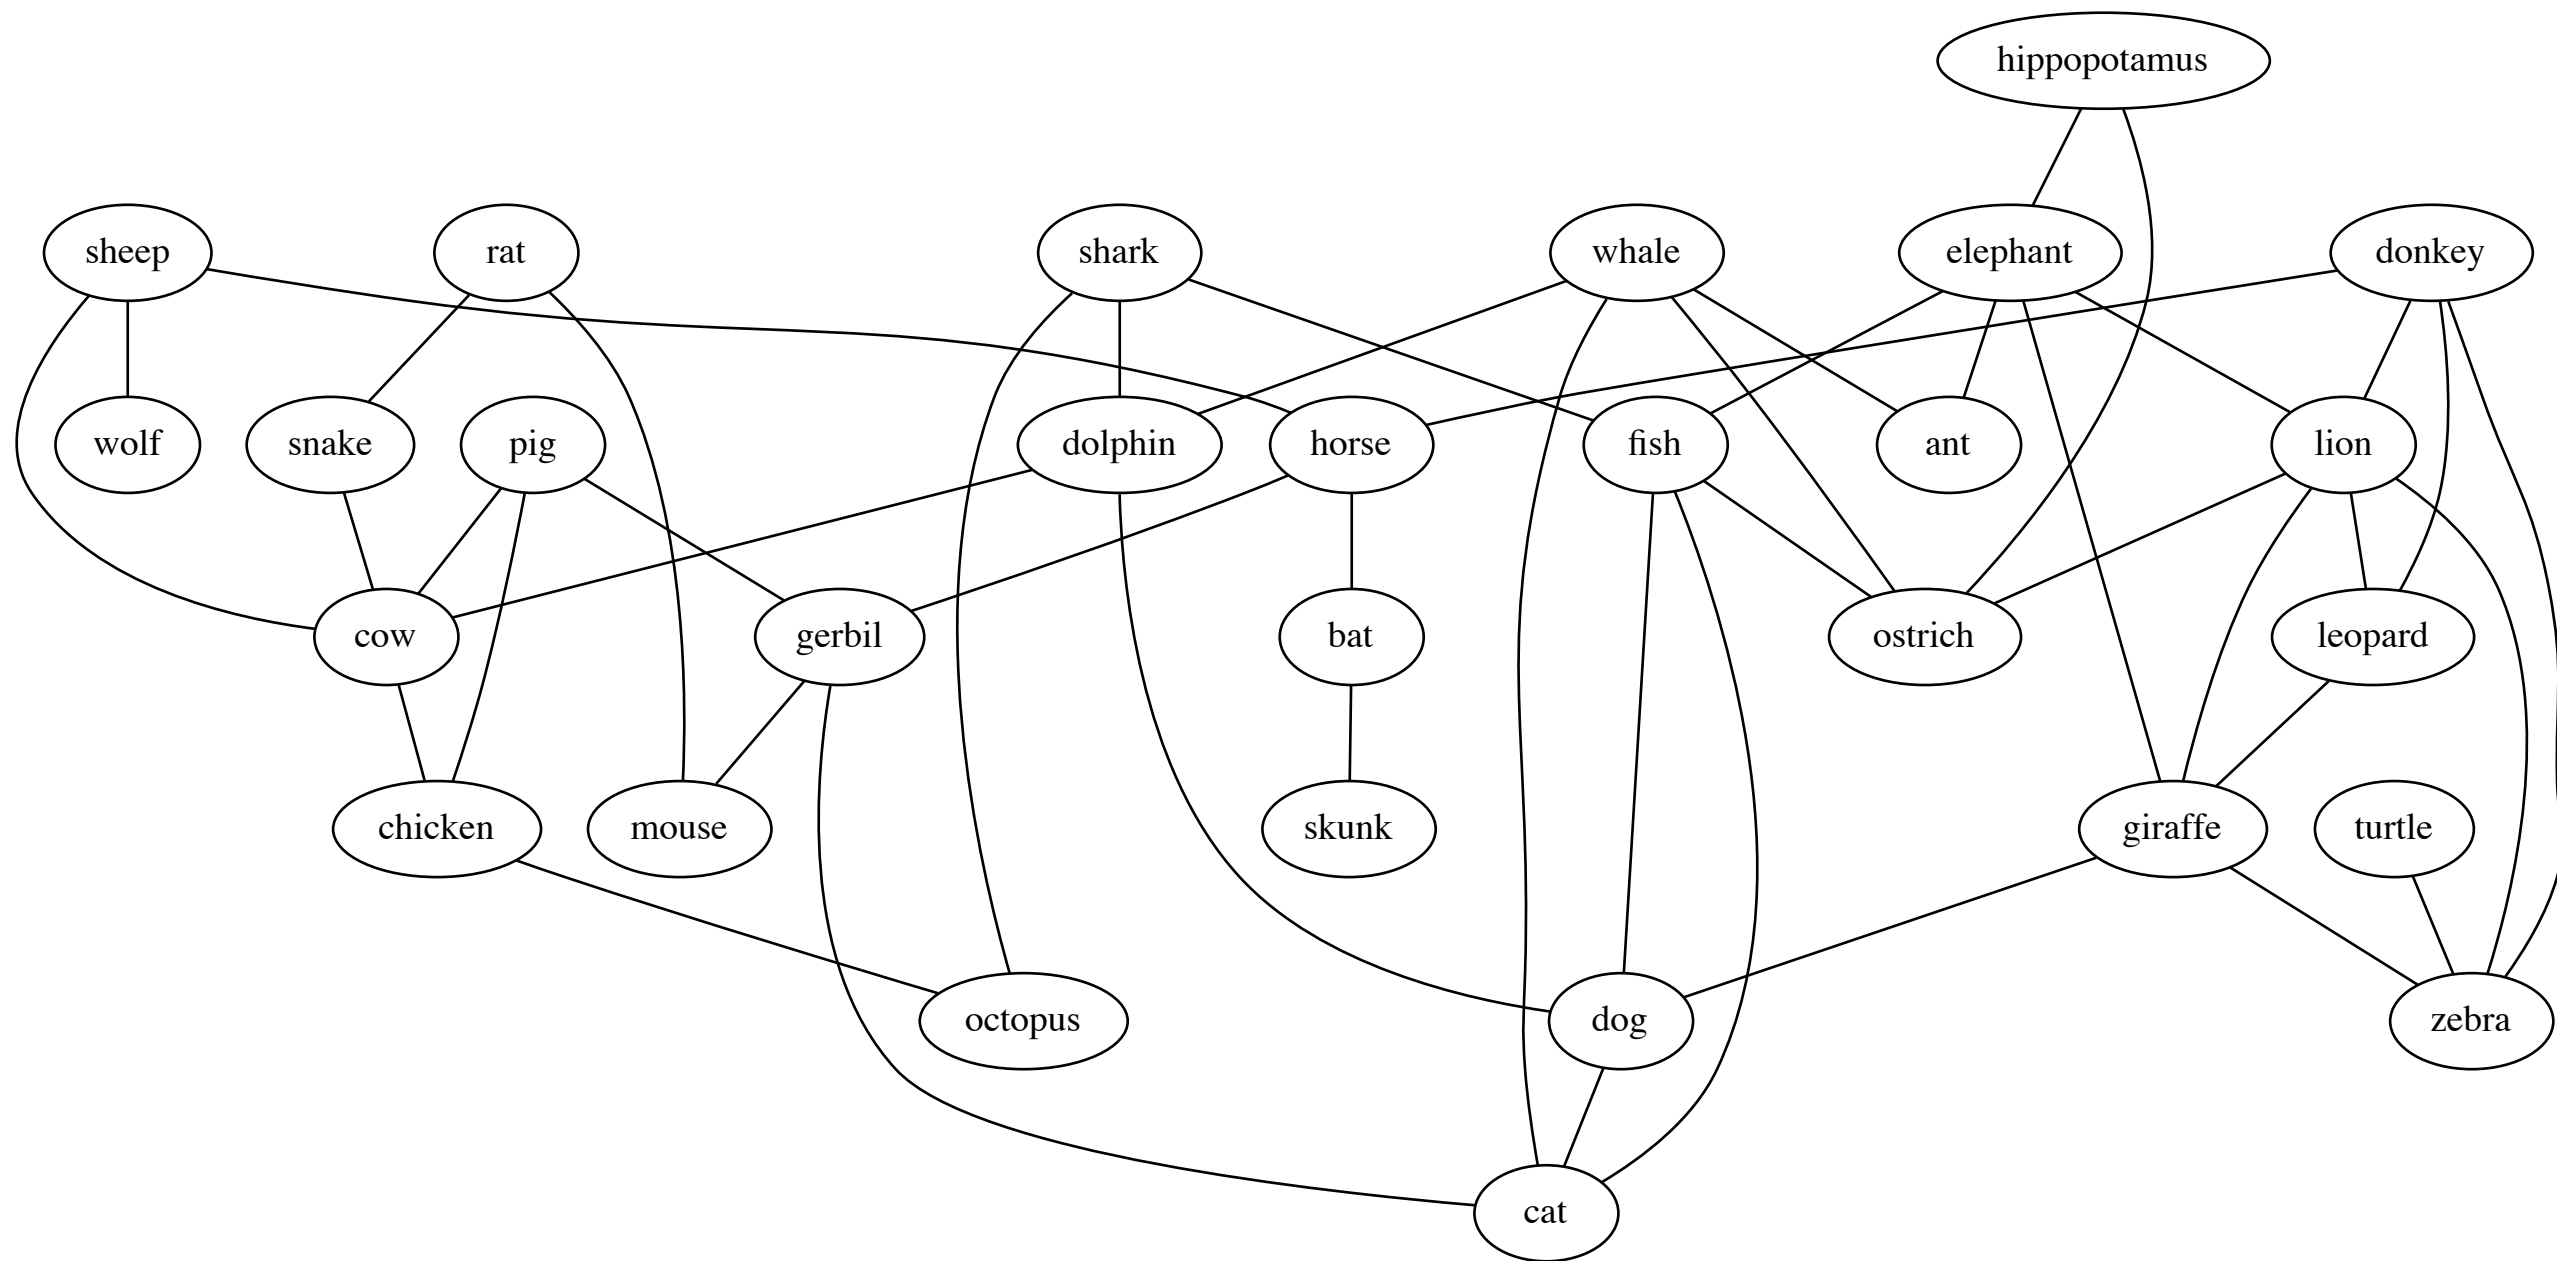 hippopotamus
sheep
rat
shark
whale
elephant
donkey
wolf
snake
pig
dolphin
horse
fish
ant
lion
cow
gerbil
bat
ostrich
leopard
chicken
mouse
skunk
giraffe
turtle
octopus
dog
zebra
cat